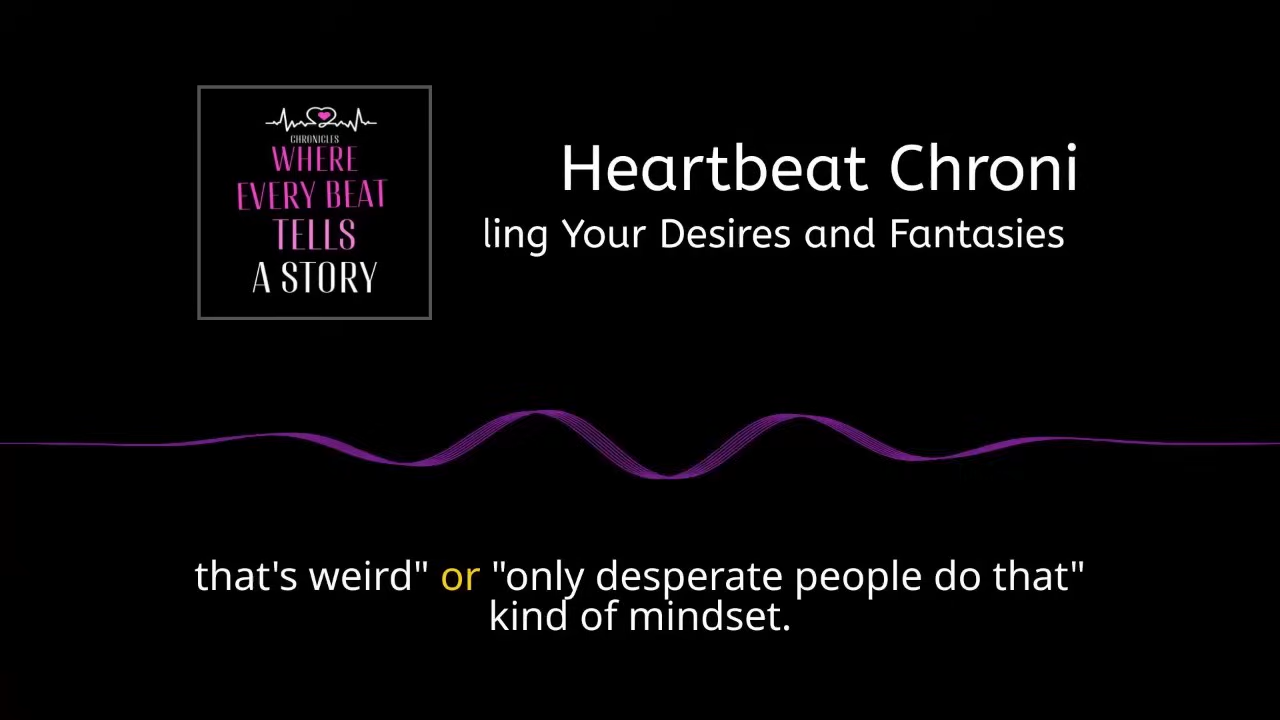 CHRONICLES
WHERE
EVERY BEAT
TELLS
A STORY
Heartbeat Chroni
ling Your Desires and Fantasies
that's weird" or "only desperate people do that"
kind of mindset.